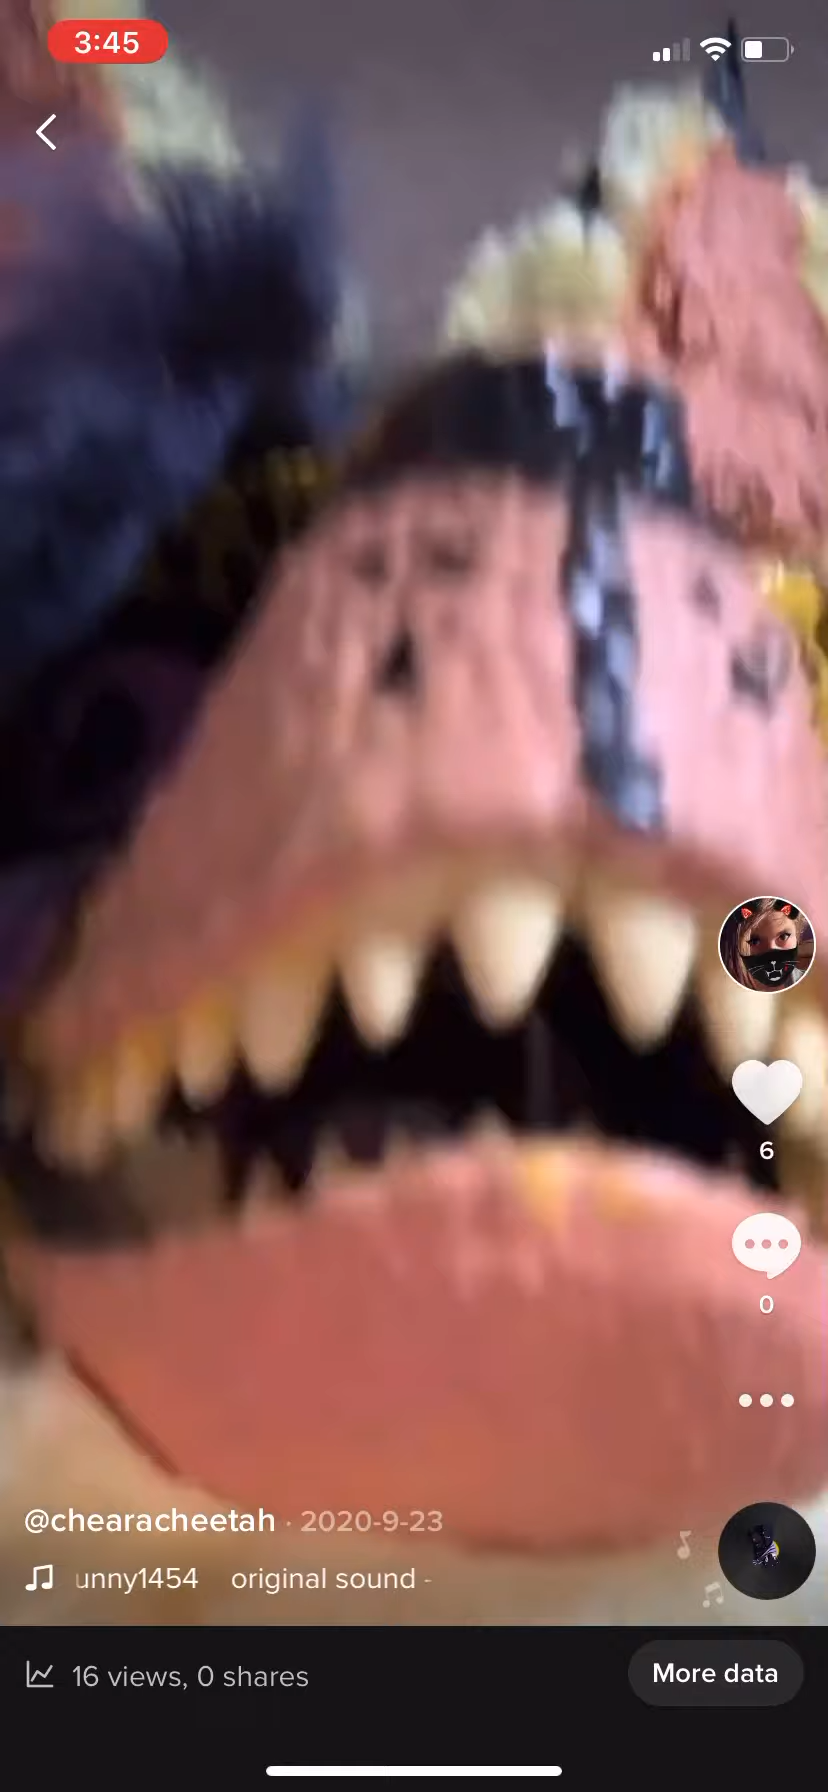 3:45
6
0
@chearacheetah · 2020-9-23
unny1454 original sound -
16 views, 0 shares
More data